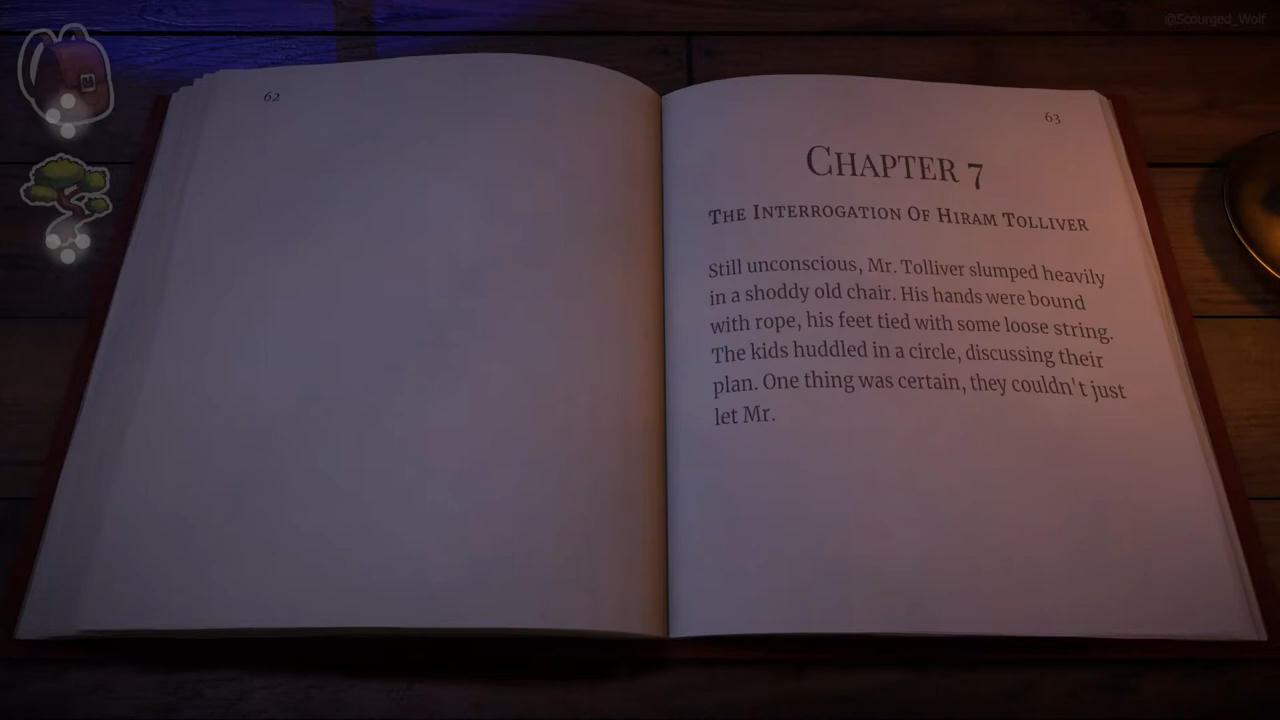 @Scourged_Wolf
62
63
Chapter 7
The Interrogation Of Hiram Tolliver
Still unconscious, Mr. Tolliver slumped heavily
in a shoddy old chair. His hands were bound
with rope, his feet tied with some loose string.
The kids huddled in a circle, discussing their
plan. One thing was certain, they couldn't just
let Mr.